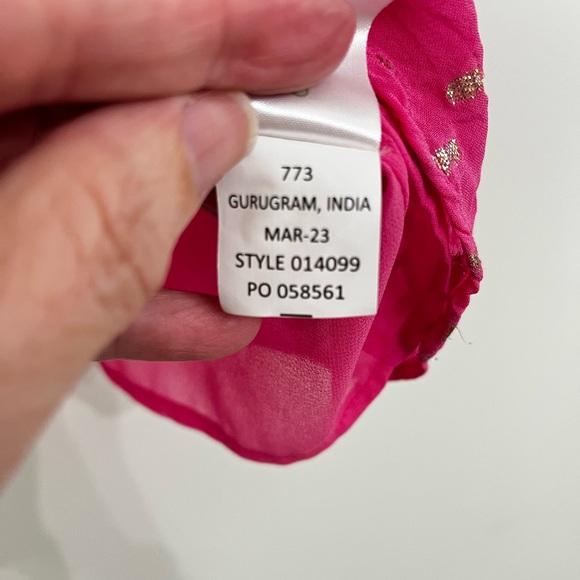 773
GURUGRAM, INDIA
MAR-23
STYLE 014099
PO 058561